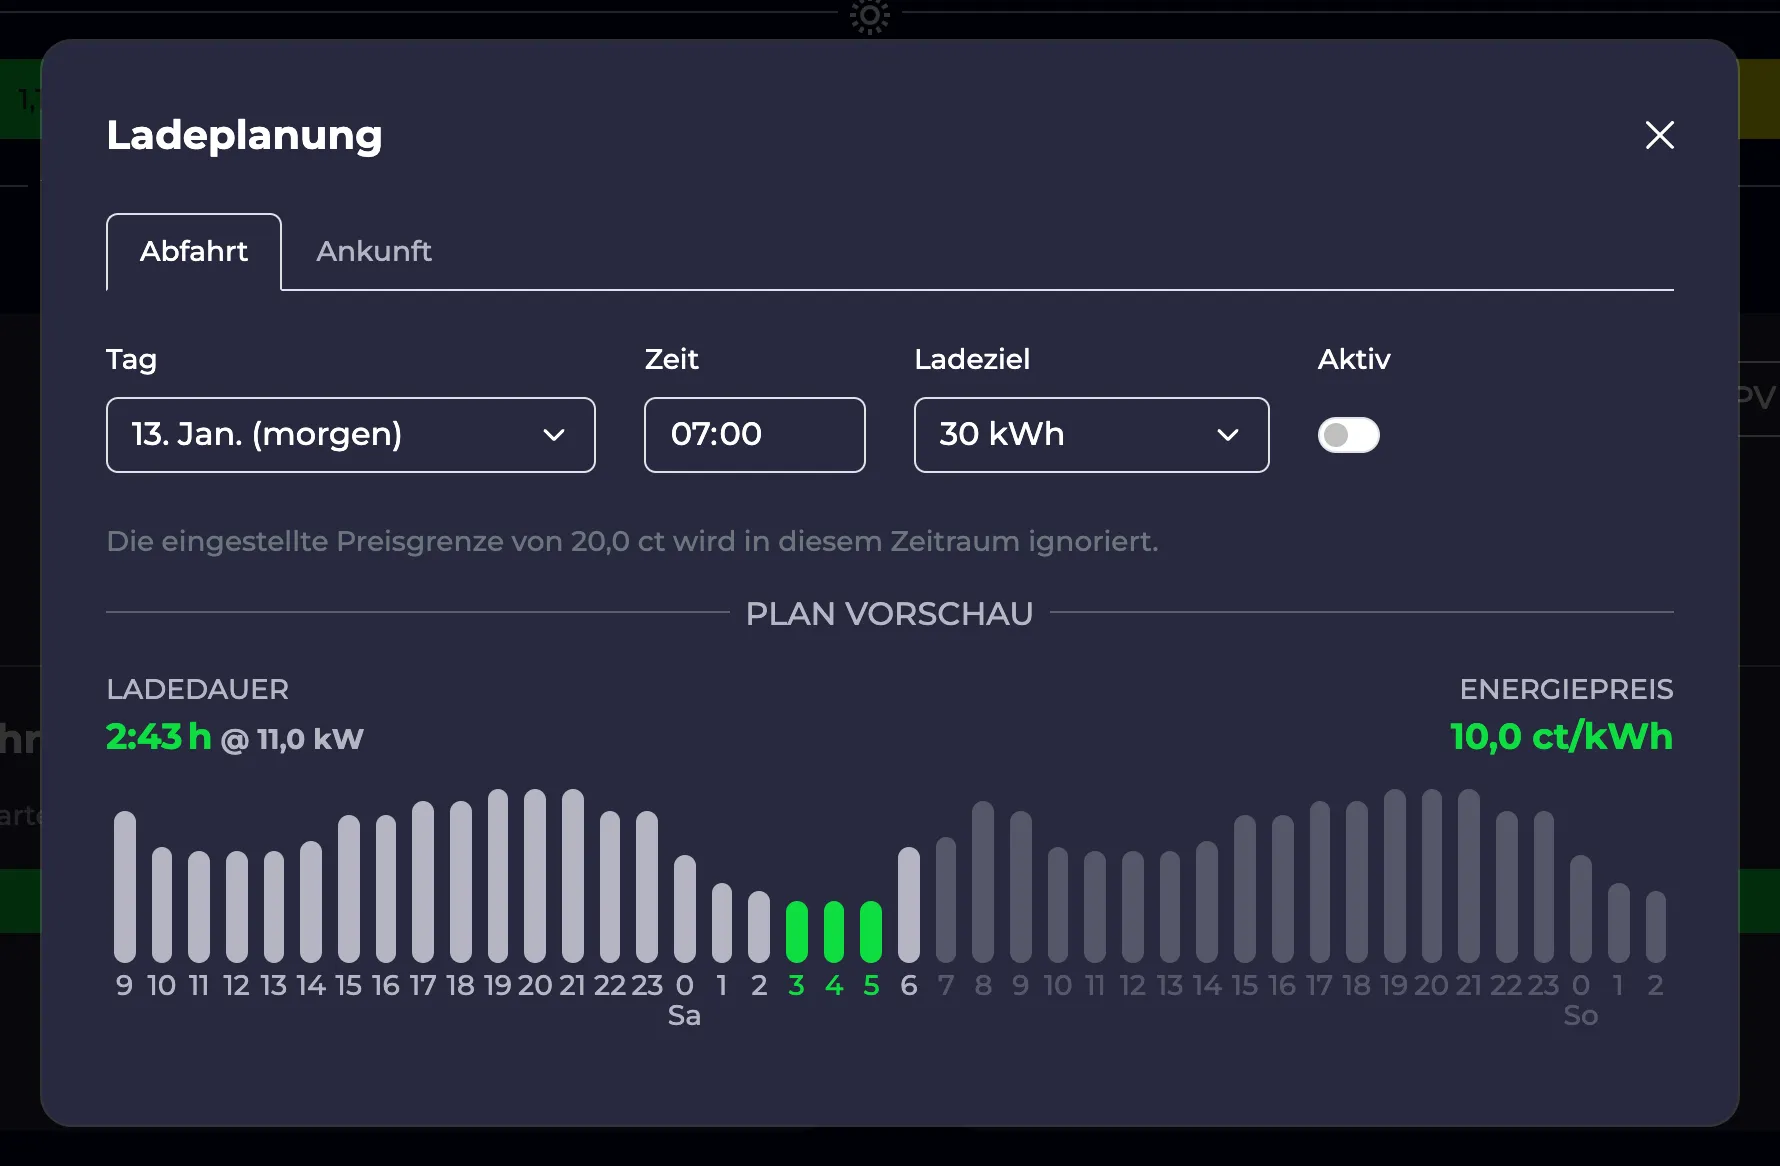 Ladeplanung
Abfahrt Ankunft
Tag Zeit Ladeziel Aktiv
13. Jan. (morgen) 07:00 30 kWh
PV
Die eingestellte Preisgrenze von 20,0 ct wird in diesem Zeitraum ignoriert.
PLAN VORSCHAU
LADEDAUER ENERGIEPREIS
2:43 h @ 11,0 kW 10,0 ct/kWh
9 10 11 12 13 14 15 16 17 18 19 20 21 22 23 0 1 2 3 4 5 6 7 8 9 10 11 12 13 14 15 16 17 18 19 20 21 22 23 0 1 2
Sa So